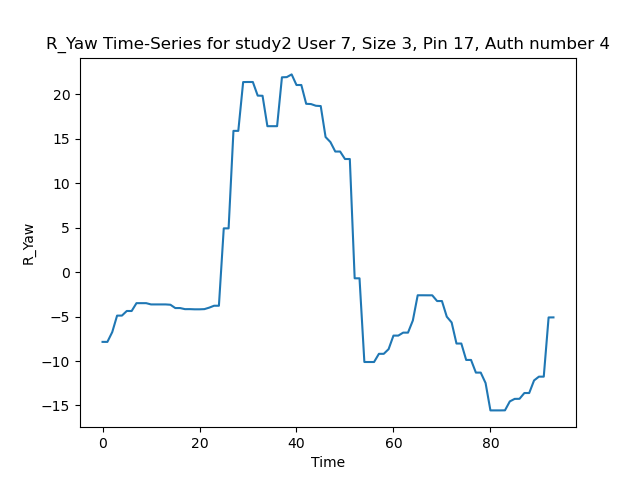 R_Yaw Time-Series for study2 User 7, Size 3, Pin 17, Auth number 4
20
15
10
5
0
−5
−10
−15
R_Yaw
0 20 40 60 80
Time